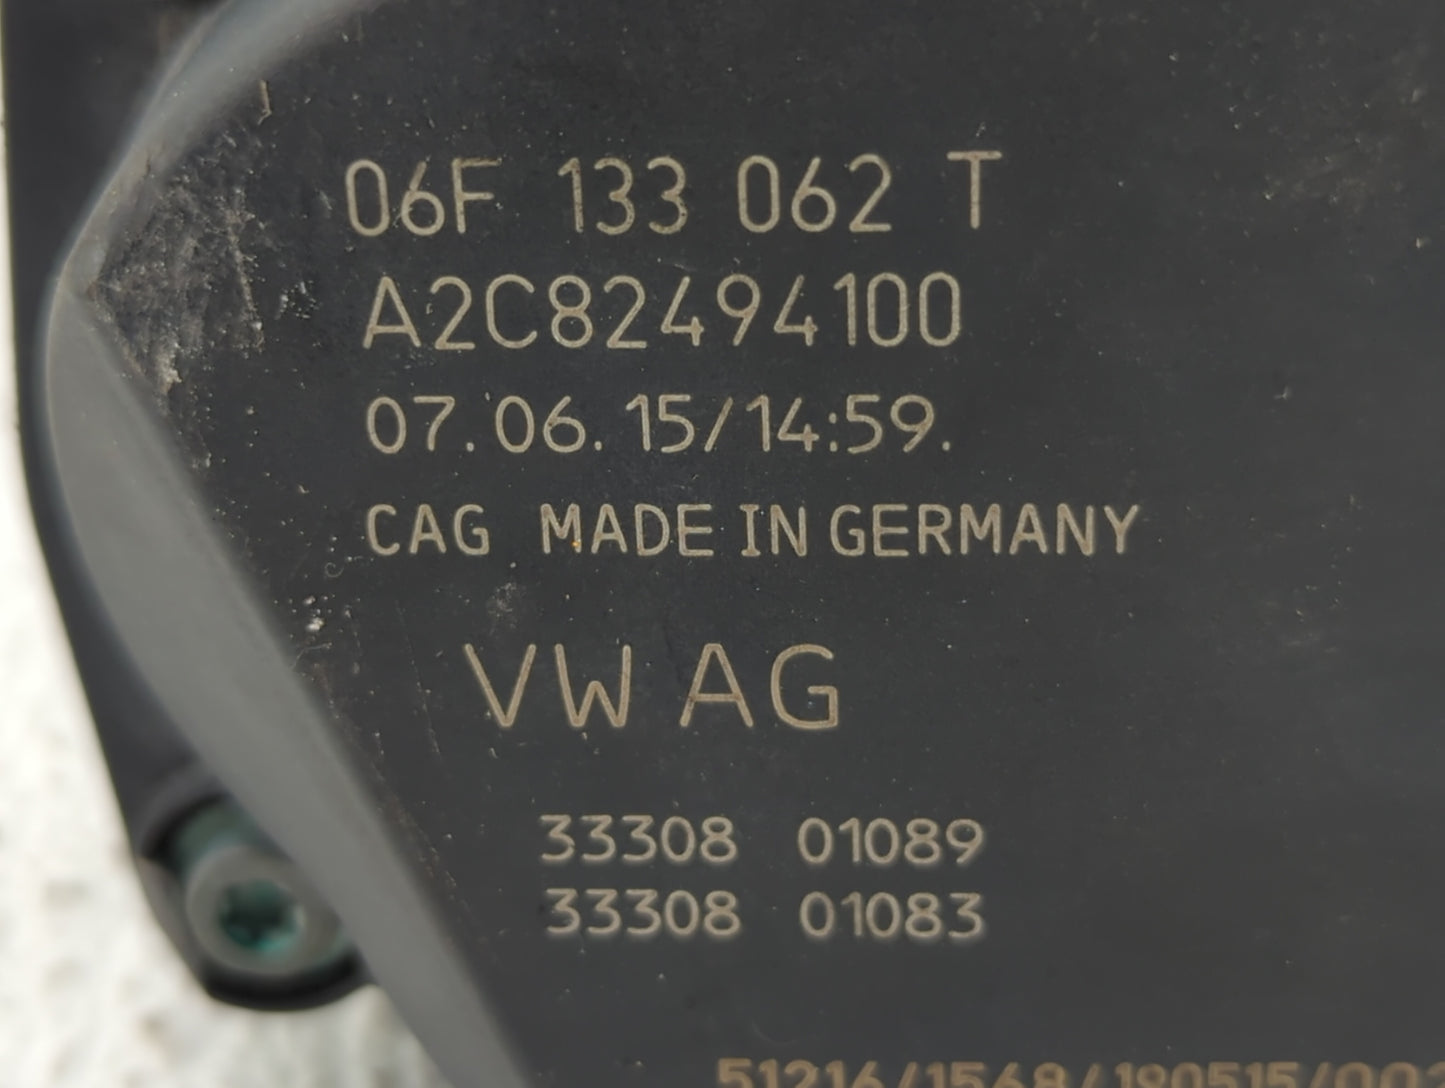 06F 133 062 T
A2C82494100
07.06.15/14:59.
CAG MADE IN GERMANY
VW AG
33308 01089
33308 01083